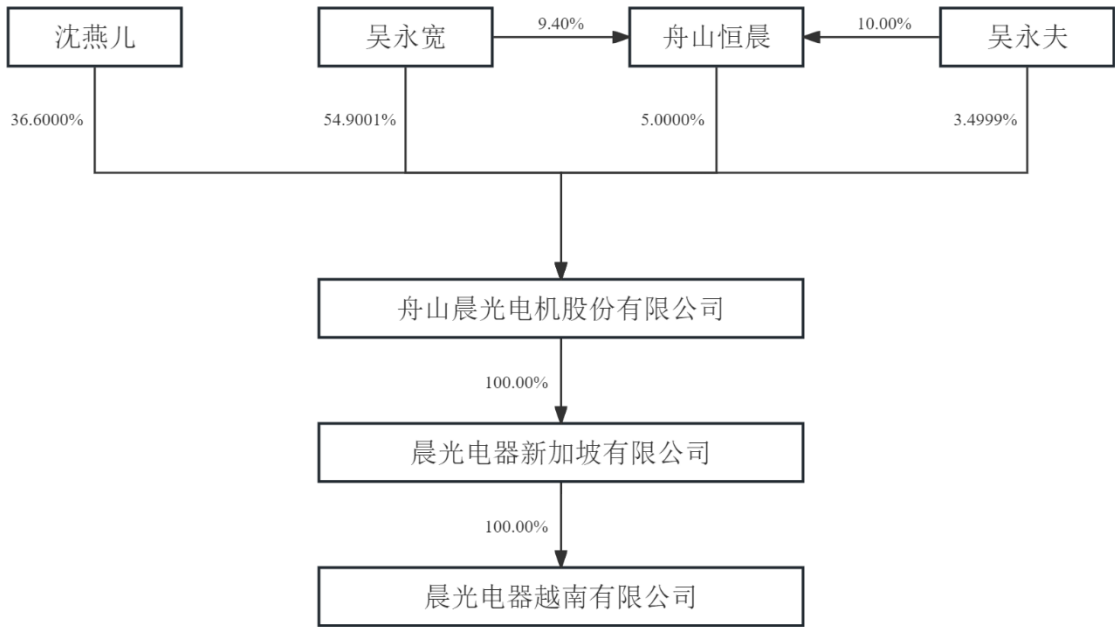 沈燕儿
吴永宽
9.40%
舟山恒晨
10.00%
吴永夫
36.6000%
54.9001%
5.0000%
3.4999%
舟山晨光电机股份有限公司
100.00%
晨光电器新加坡有限公司
100.00%
晨光电器越南有限公司